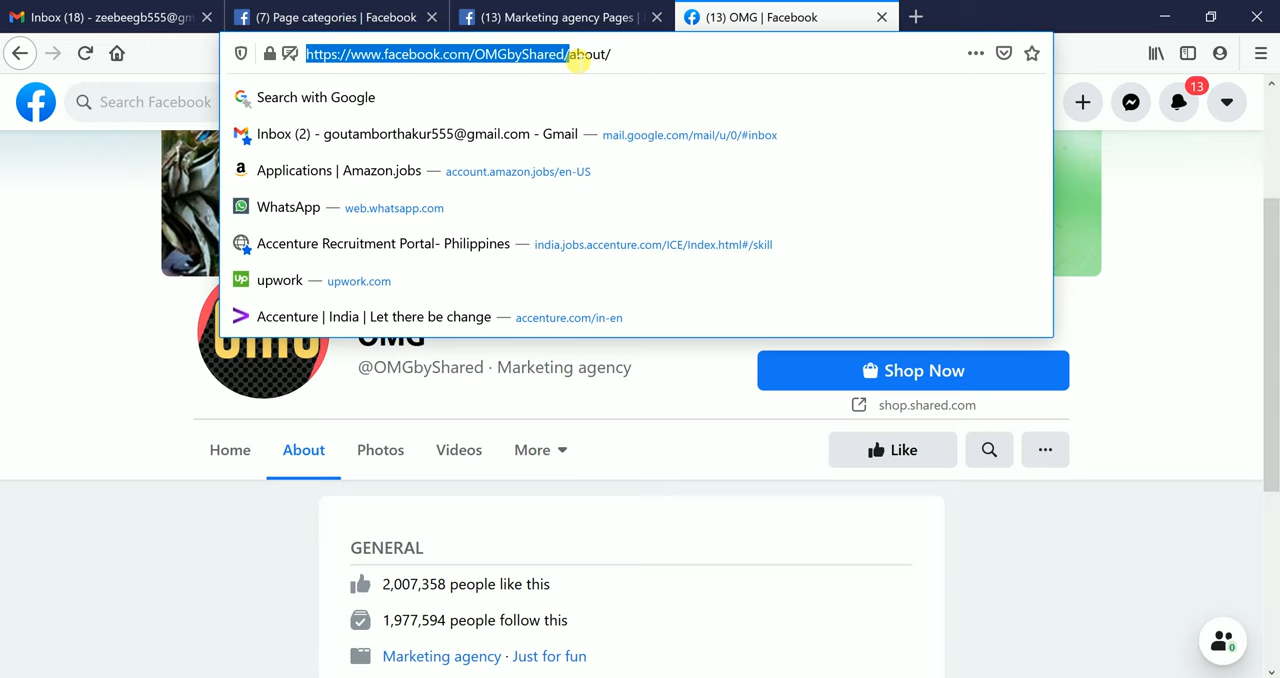 Inbox (18) - zeebeegb555@gm
(7) Page categories | Facebook
(13) Marketing agency Pages |
(13) OMG | Facebook
https://www.facebook.com/OMGbyShared/about/
Search Facebook
13
Search with Google
Inbox (2) - goutamborthakur555@gmail.com - Gmail — mail.google.com/mail/u/0/#inbox
Applications | Amazon.jobs — account.amazon.jobs/en-US
WhatsApp — web.whatsapp.com
Accenture Recruitment Portal- Philippines — india.jobs.accenture.com/ICE/Index.html#/skill
up upwork — upwork.com
Accenture | India | Let there be change — accenture.com/in-en
OMG
OMG
@OMGbyShared · Marketing agency
Shop Now
shop.shared.com
Home About Photos Videos More
Like
GENERAL
2,007,358 people like this
1,977,594 people follow this
Marketing agency · Just for fun
0